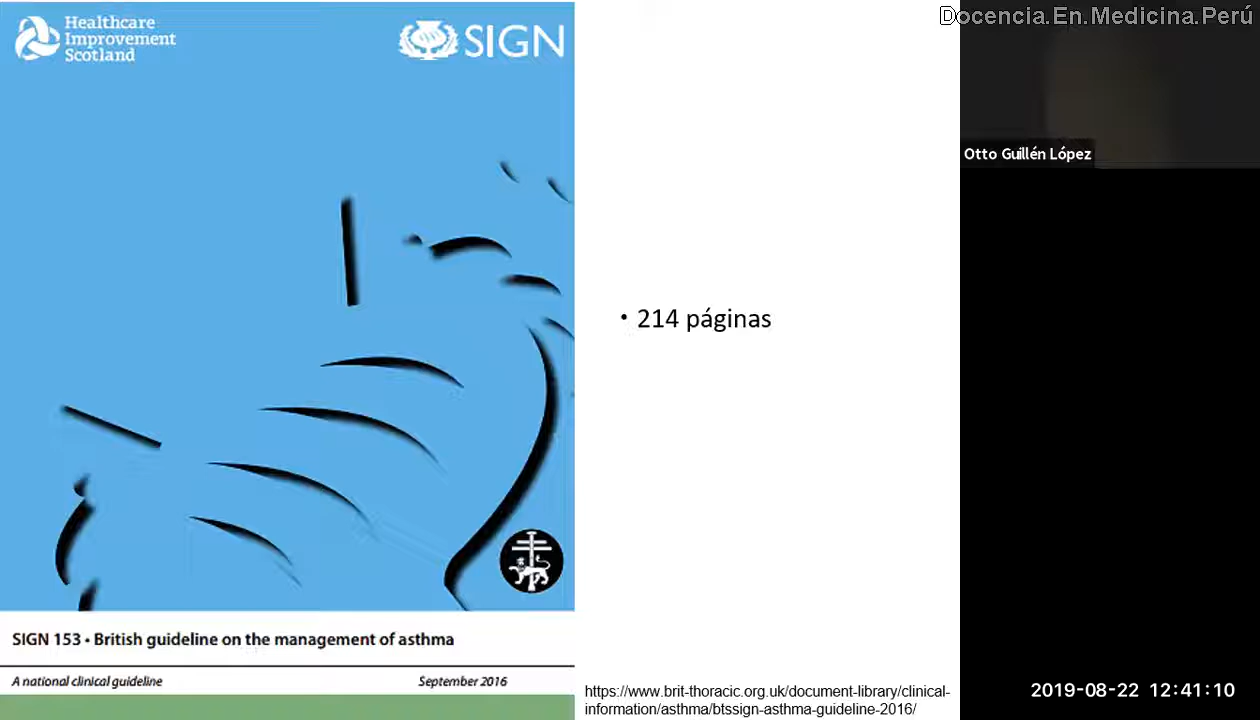 Healthcare
Improvement
Scotland
SIGN
Docencia.En.Medicina.Perú
Otto Guillén López
• 214 páginas
SIGN 153 • British guideline on the management of asthma
A national clinical guideline
September 2016
https://www.brit-thoracic.org.uk/document-library/clinical-
information/asthma/btssign-asthma-guideline-2016/
2019-08-22 12:41:10